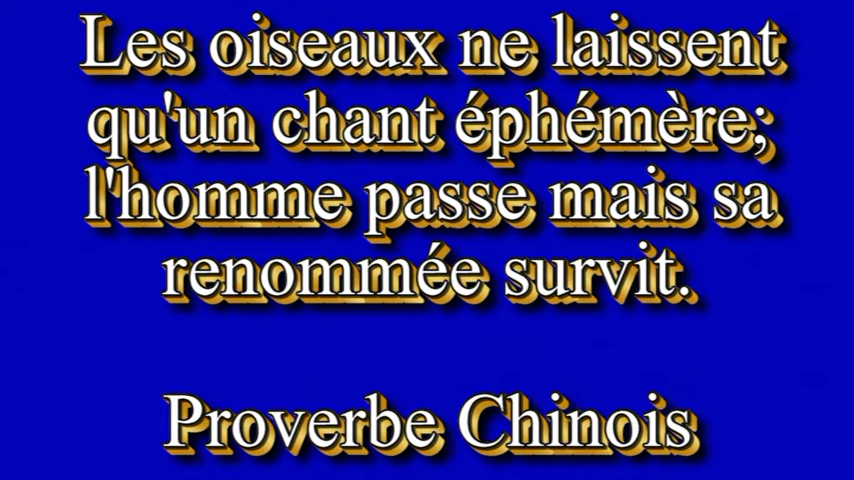 Les oiseaux ne laissent
qu'un chant éphémère;
l'homme passe mais sa
renommée survit.
Proverbe Chinois